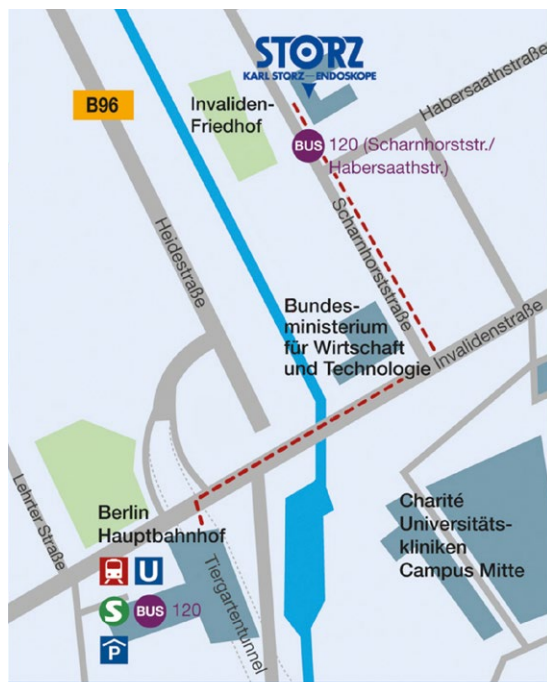 STORZ
KARL STORZ—ENDOSKOPE
B96
Invaliden-
Friedhof
Habersaathstraße
BUS 120 (Scharnhorststr./
Habersaathstr.)
Heidestraße
Scharnhorststraße
Bundes-
ministerium
für Wirtschaft
und Technologie
Invalidenstraße
Lehrter Straße
Berlin
Hauptbahnhof
U
S BUS 120
P
Tiergartentunnel
Charité
Universitäts-
kliniken
Campus Mitte